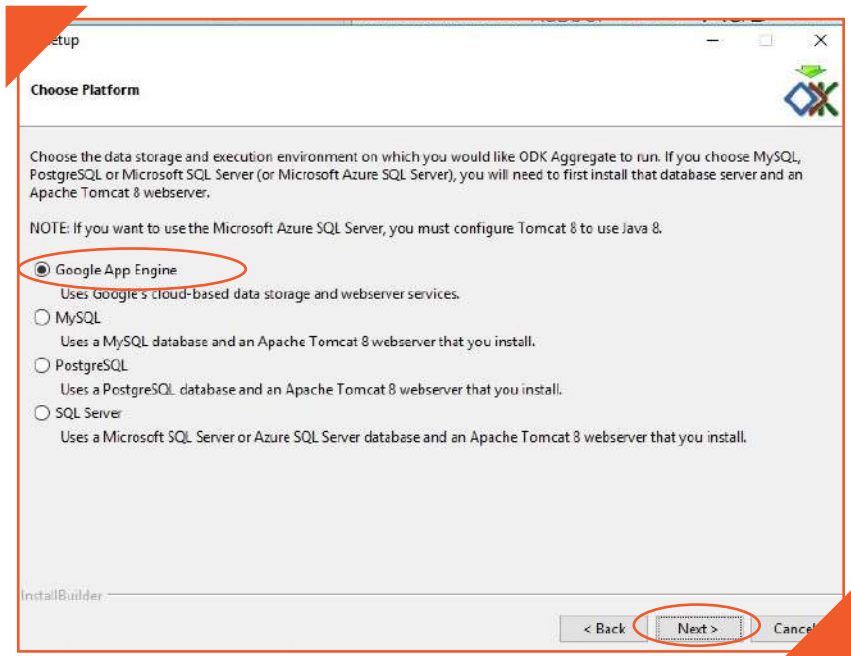 etup
Choose Platform
ODK
Choose the data storage and execution environment on which you would like ODK Aggregate to run. If you choose MySQL,
PostgreSQL or Microsoft SQL Server (or Microsoft Azure SQL Server), you will need to first install that database server and an
Apache Tomcat 8 webserver.
NOTE: If you want to use the Microsoft Azure SQL Server, you must configure Tomcat 8 to use Java 8.
Google App Engine
Uses Google's cloud-based data storage and webserver services.
MySQL
Uses a MySQL database and an Apache Tomcat 8 webserver that you install.
PostgreSQL
Uses a PostgreSQL database and an Apache Tomcat 8 webserver that you install.
SQL Server
Uses a Microsoft SQL Server or Azure SQL Server database and an Apache Tomcat 8 webserver that you install.
InstallBuilder
< Back Next > Cancel